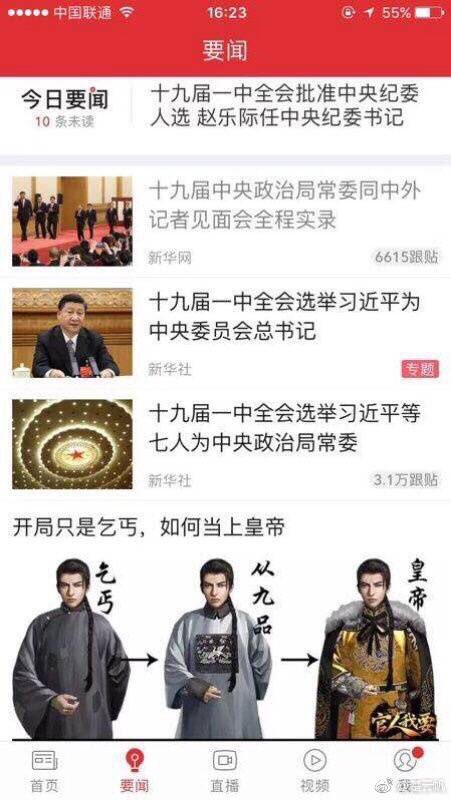 中国联通
16:23
55%
要闻
今日要闻
10 条未读
十九届一中全会批准中央纪委
人选 赵乐际任中央纪委书记
十九届中央政治局常委同中外
记者见面会全程实录
新华网
6615跟贴
十九届一中全会选举习近平为
中央委员会总书记
新华社
专题
十九届一中全会选举习近平等
七人为中央政治局常委
新华社
3.1万跟贴
开局只是乞丐，如何当上皇帝
乞丐
从九品
皇帝
官人我要
首页
要闻
直播
视频
我